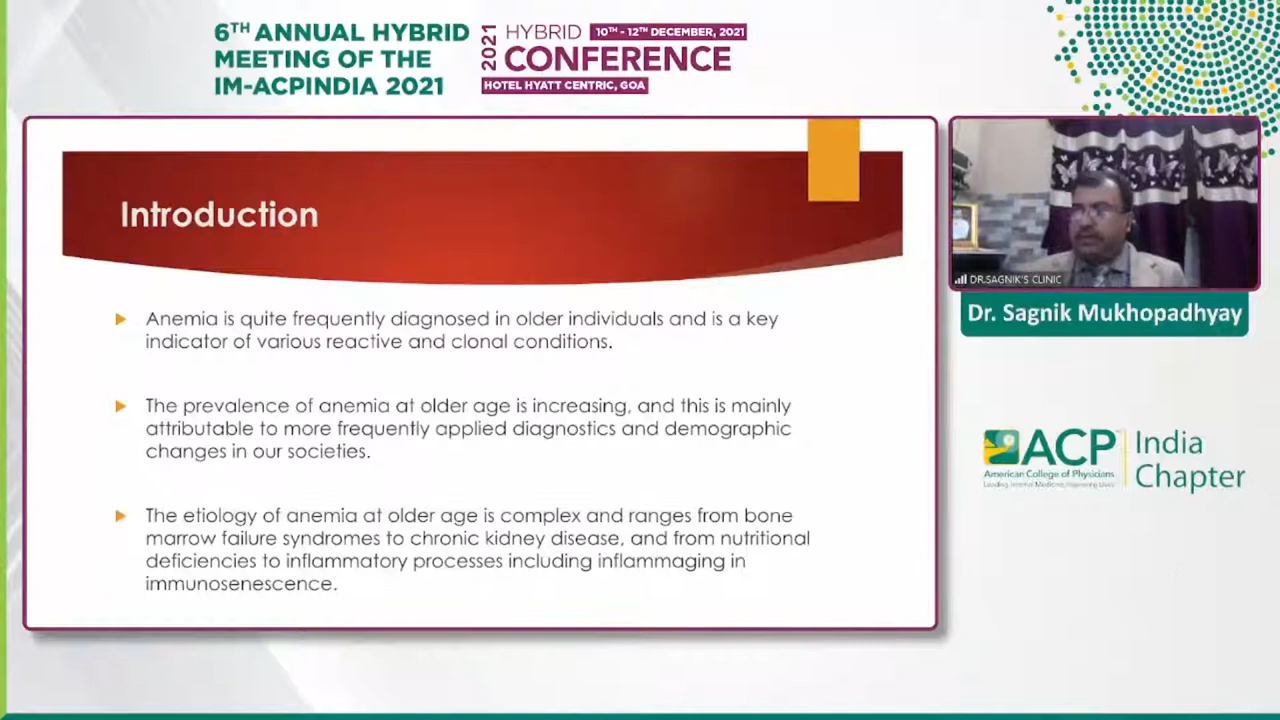 6TH ANNUAL HYBRID
MEETING OF THE
IM-ACPINDIA 2021
2021
HYBRID
10TH - 12TH DECEMBER, 2021
CONFERENCE
HOTEL HYATT CENTRIC, GOA
Introduction
Anemia is quite frequently diagnosed in older individuals and is a key
indicator of various reactive and clonal conditions.
The prevalence of anemia at older age is increasing, and this is mainly
attributable to more frequently applied diagnostics and demographic
changes in our societies.
The etiology of anemia at older age is complex and ranges from bone
marrow failure syndromes to chronic kidney disease, and from nutritional
deficiencies to inflammatory processes including inflammaging in
immunosenescence.
DR.SAGNIK'S CLINIC
Dr. Sagnik Mukhopadhyay
ACP
American College of Physicians
Leading Internal Medicine, Improving Lives
India
Chapter